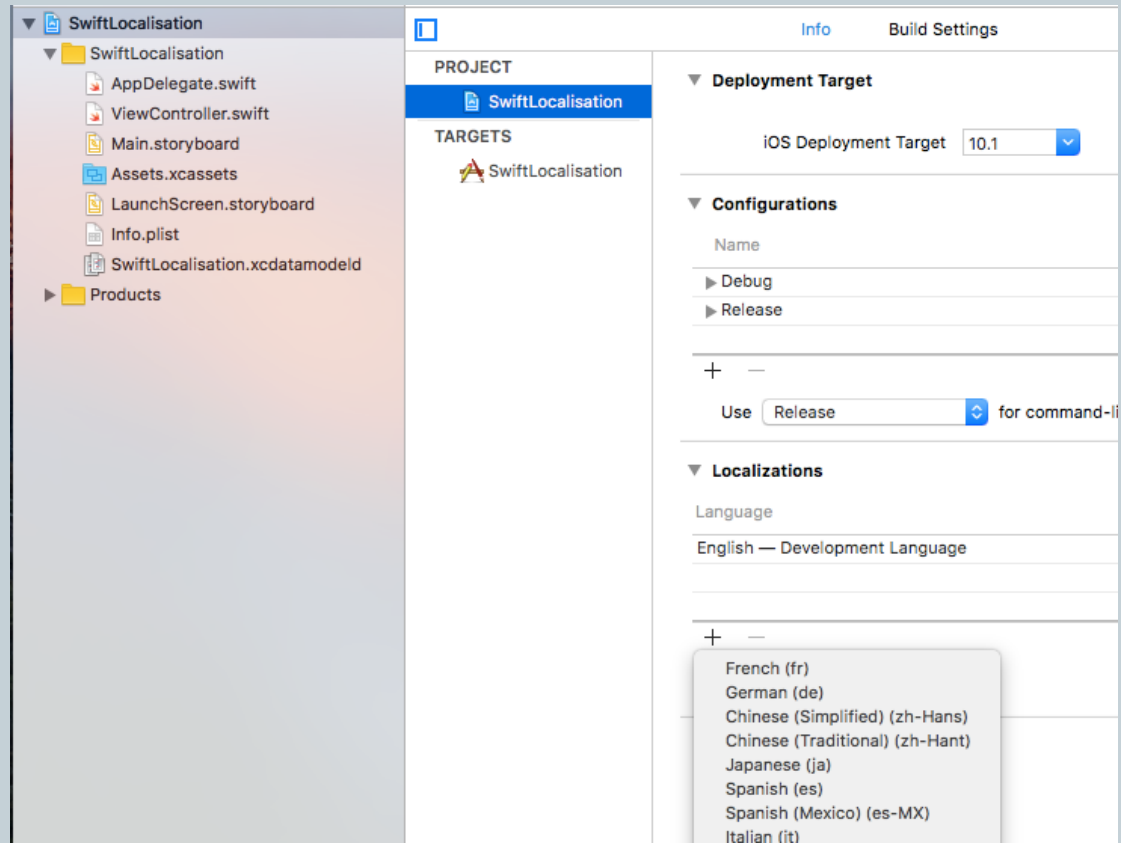 SwiftLocalisation
SwiftLocalisation
AppDelegate.swift
ViewController.swift
Main.storyboard
Assets.xcassets
LaunchScreen.storyboard
Info.plist
SwiftLocalisation.xcdatamodeld
Products
Info Build Settings
PROJECT
SwiftLocalisation
TARGETS
SwiftLocalisation
Deployment Target
iOS Deployment Target 10.1
Configurations
Name
Debug
Release
+ —
Use Release for command-li
Localizations
Language
English — Development Language
+ —
French (fr)
German (de)
Chinese (Simplified) (zh-Hans)
Chinese (Traditional) (zh-Hant)
Japanese (ja)
Spanish (es)
Spanish (Mexico) (es-MX)
Italian (it)